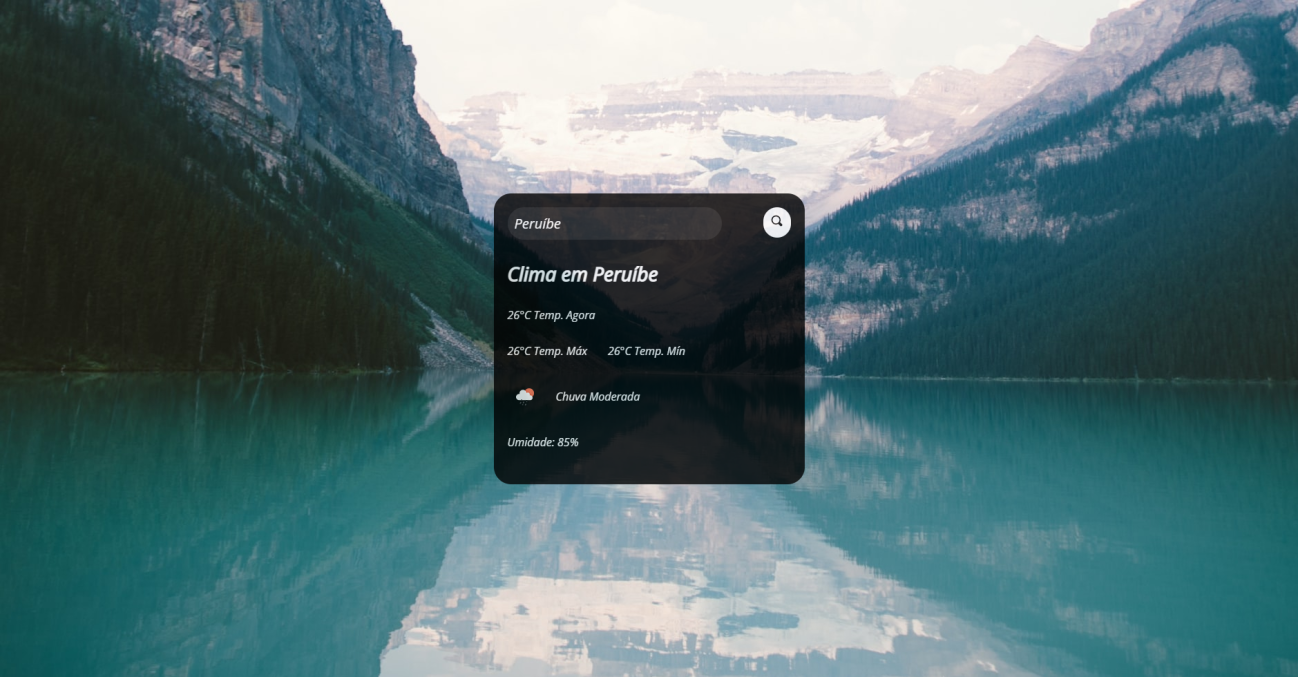 Peruíbe
Clima em Peruíbe
26°C Temp. Agora
26°C Temp. Máx 26°C Temp. Mín
Chuva Moderada
Umidade: 85%